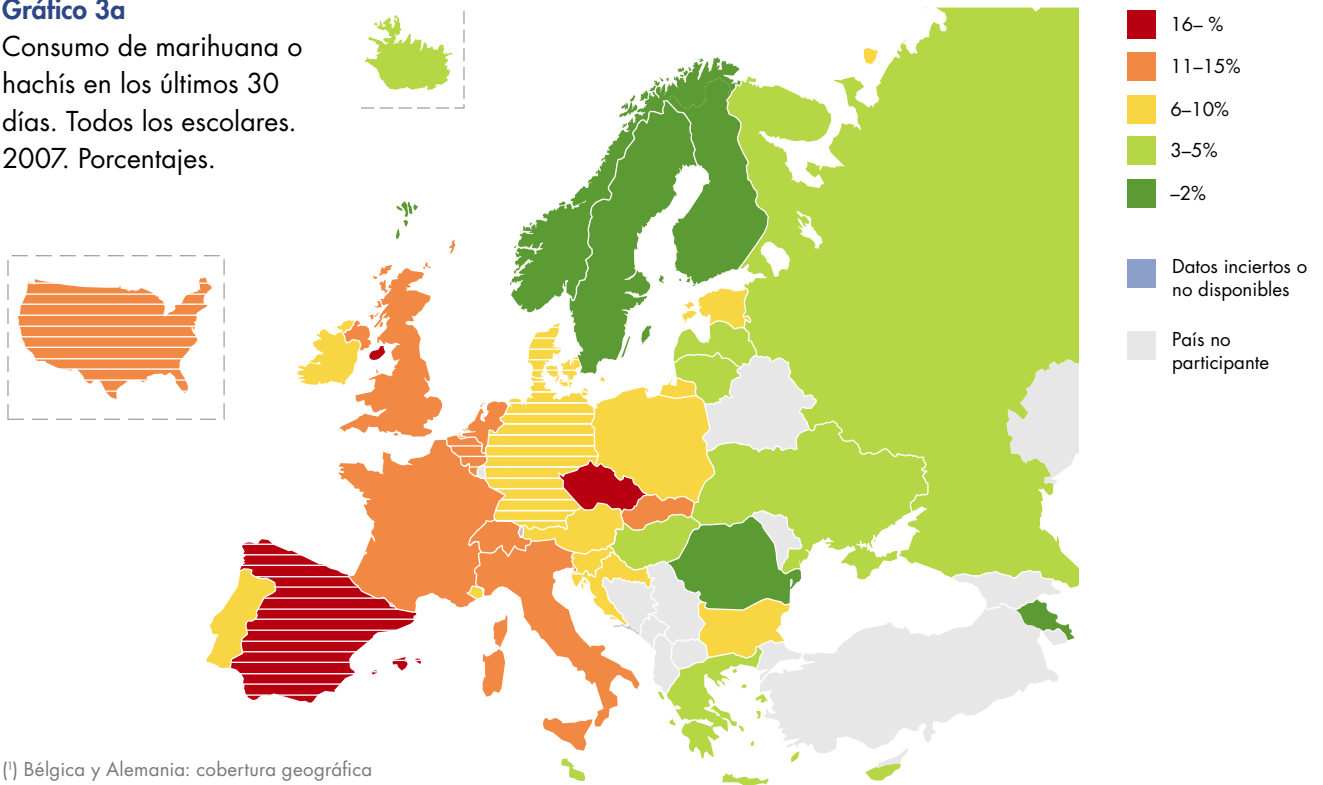 Gráfico 3a
Consumo de marihuana o
hachís en los últimos 30
días. Todos los escolares.
2007. Porcentajes.
16– %
11–15%
6–10%
3–5%
–2%
Datos inciertos o
no disponibles
País no
participante
(¹) Bélgica y Alemania: cobertura geográfica